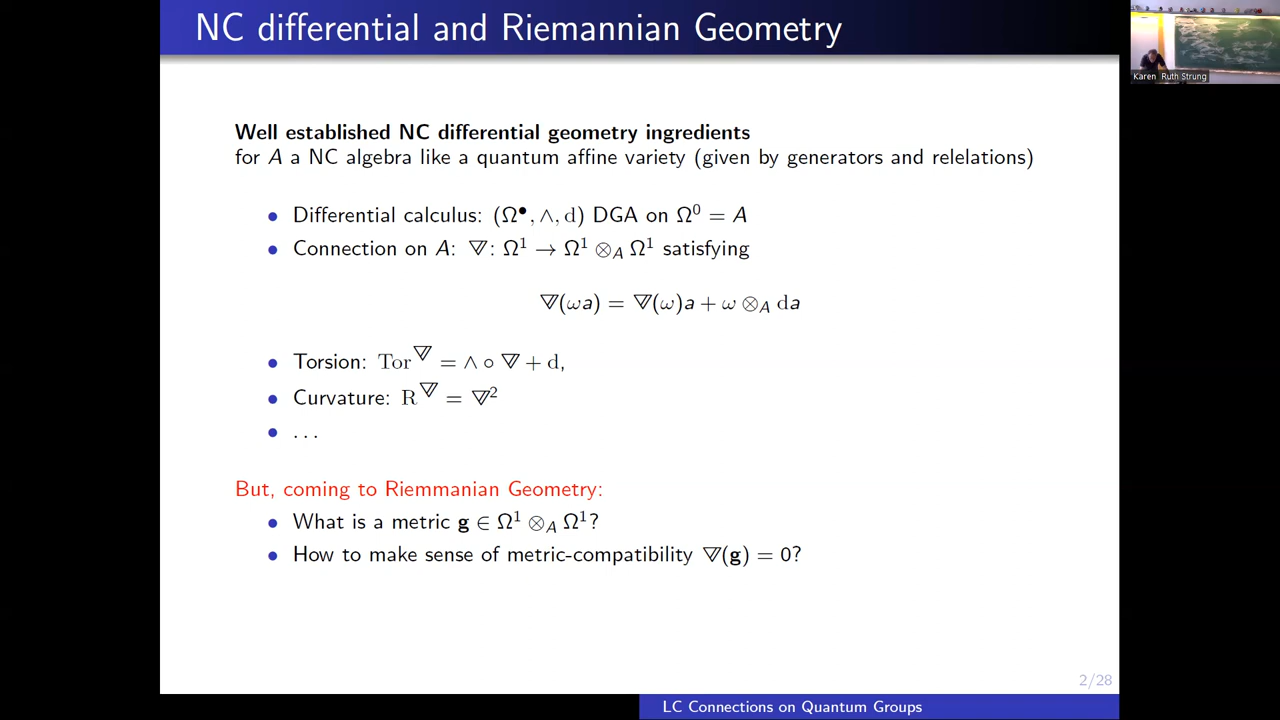 NC differential and Riemannian Geometry
Karen Ruth Strung
Well established NC differential geometry ingredients
for A a NC algebra like a quantum affine variety (given by generators and relelations)
• Differential calculus: (Ω•, ∧, d) DGA on Ω⁰ = A
• Connection on A: ▽: Ω¹ → Ω¹ ⊗_A Ω¹ satisfying
▽(ωa) = ▽(ω)a + ω ⊗_A da
• Torsion: Tor^▽ = ∧ ∘ ▽ + d,
• Curvature: R^▽ = ▽²
• . . .
But, coming to Riemmanian Geometry:
• What is a metric g ∈ Ω¹ ⊗_A Ω¹?
• How to make sense of metric-compatibility ▽(g) = 0?
2/28
LC Connections on Quantum Groups